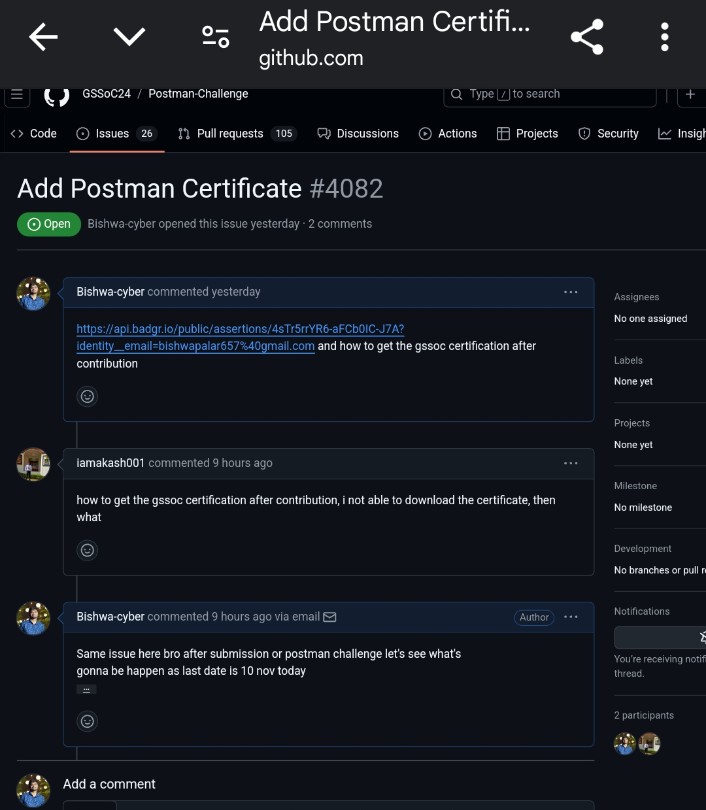 Add Postman Certifi...
github.com
GSSoC24 / Postman-Challenge
Type / to search
Code
Issues 26
Pull requests 105
Discussions
Actions
Projects
Security
Insigh
Add Postman Certificate #4082
Open
Bishwa-cyber opened this issue yesterday · 2 comments
Bishwa-cyber commented yesterday
https://api.badgr.io/public/assertions/4sTr5rrYR6-aFCb0IC-J7A?
identity__email=bishwapalar657%40gmail.com and how to get the gssoc certification after
contribution
iamakash001 commented 9 hours ago
how to get the gssoc certification after contribution, i not able to download the certificate, then
what
Bishwa-cyber commented 9 hours ago via email
Author
Same issue here bro after submission or postman challenge let's see what's
gonna be happen as last date is 10 nov today
...
Add a comment
Assignees
No one assigned
Labels
None yet
Projects
None yet
Milestone
No milestone
Development
No branches or pull r
Notifications
You're receiving notif
thread.
2 participants